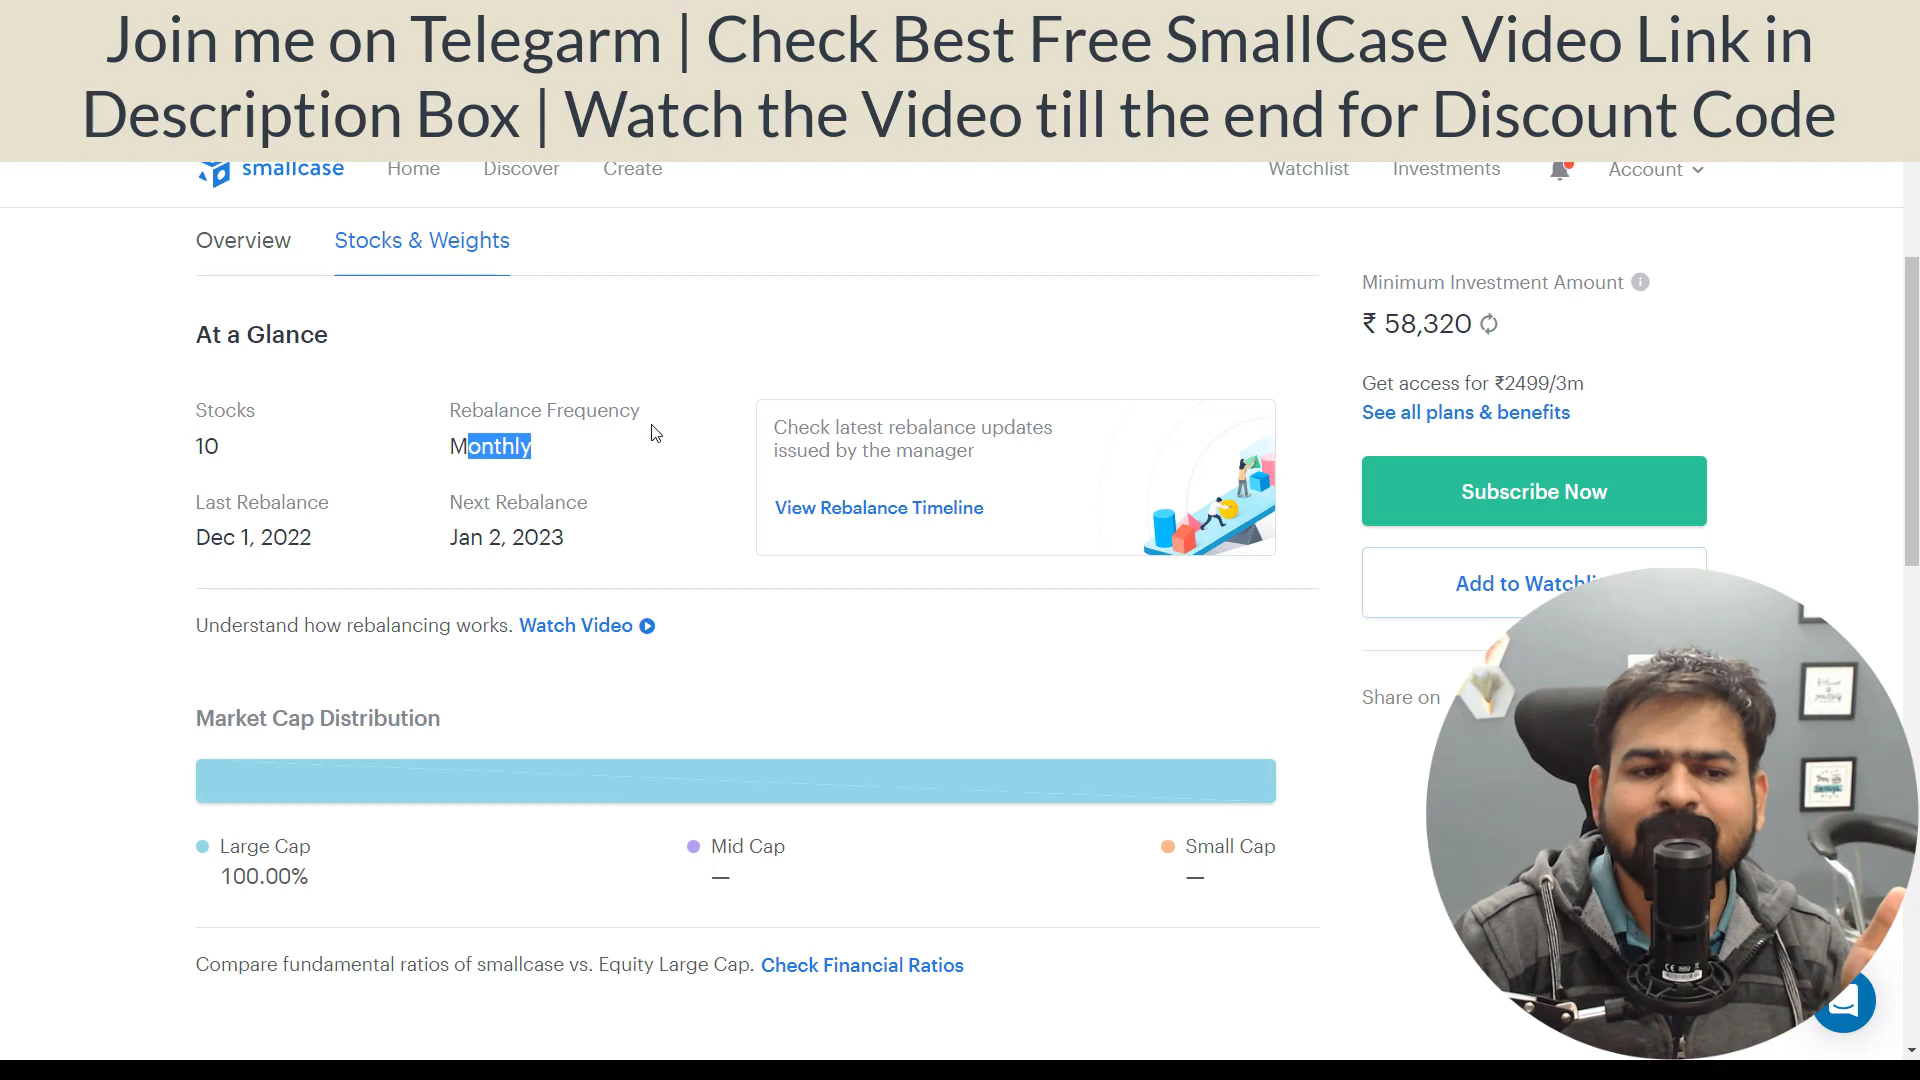 Join me on Telegarm | Check Best Free SmallCase Video Link in
Description Box | Watch the Video till the end for Discount Code
smallcase Home Discover Create Watchlist Investments Account
Overview Stocks & Weights
Minimum Investment Amount
₹ 58,320
At a Glance
Get access for ₹2499/3m
See all plans & benefits
Stocks Rebalance Frequency
10 Monthly
Check latest rebalance updates
issued by the manager
View Rebalance Timeline
Subscribe Now
Last Rebalance Next Rebalance
Dec 1, 2022 Jan 2, 2023
Add to Watchli
Understand how rebalancing works. Watch Video
Share on
Market Cap Distribution
Large Cap Mid Cap Small Cap
100.00% — —
Compare fundamental ratios of smallcase vs. Equity Large Cap. Check Financial Ratios